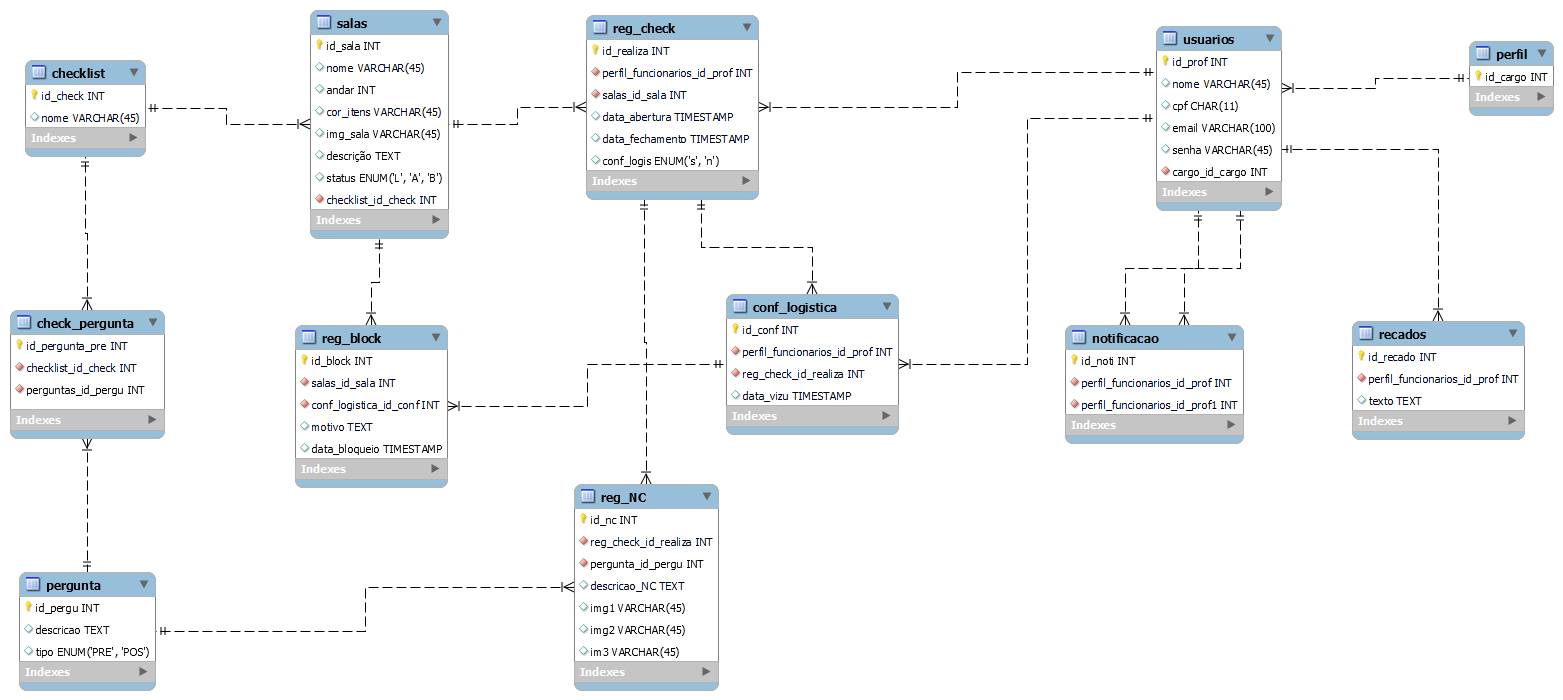 checklist
id_check INT
nome VARCHAR(45)
Indexes
salas
id_sala INT
nome VARCHAR(45)
andar INT
cor_itens VARCHAR(45)
img_sala VARCHAR(45)
descrição TEXT
status ENUM('L', 'A', 'B')
checklist_id_check INT
Indexes
reg_check
id_realiza INT
perfil_funcionarios_id_prof INT
salas_id_sala INT
data_abertura TIMESTAMP
data_fechamento TIMESTAMP
conf_logis ENUM('s', 'n')
Indexes
usuarios
id_prof INT
nome VARCHAR(45)
cpf CHAR(11)
email VARCHAR(100)
senha VARCHAR(45)
cargo_id_cargo INT
Indexes
perfil
id_cargo INT
Indexes
check_pergunta
id_pergunta_pre INT
checklist_id_check INT
perguntas_id_pergu INT
Indexes
reg_block
id_block INT
salas_id_sala INT
conf_logistica_id_conf INT
motivo TEXT
data_bloqueio TIMESTAMP
Indexes
conf_logistica
id_conf INT
perfil_funcionarios_id_prof INT
reg_check_id_realiza INT
data_vizu TIMESTAMP
Indexes
notificacao
id_noti INT
perfil_funcionarios_id_prof INT
perfil_funcionarios_id_prof1 INT
Indexes
recados
id_recado INT
perfil_funcionarios_id_prof INT
texto TEXT
Indexes
pergunta
id_pergu INT
descricao TEXT
tipo ENUM('PRE', 'POS')
Indexes
reg_NC
id_nc INT
reg_check_id_realiza INT
pergunta_id_pergu INT
descricao_NC TEXT
img1 VARCHAR(45)
img2 VARCHAR(45)
im3 VARCHAR(45)
Indexes